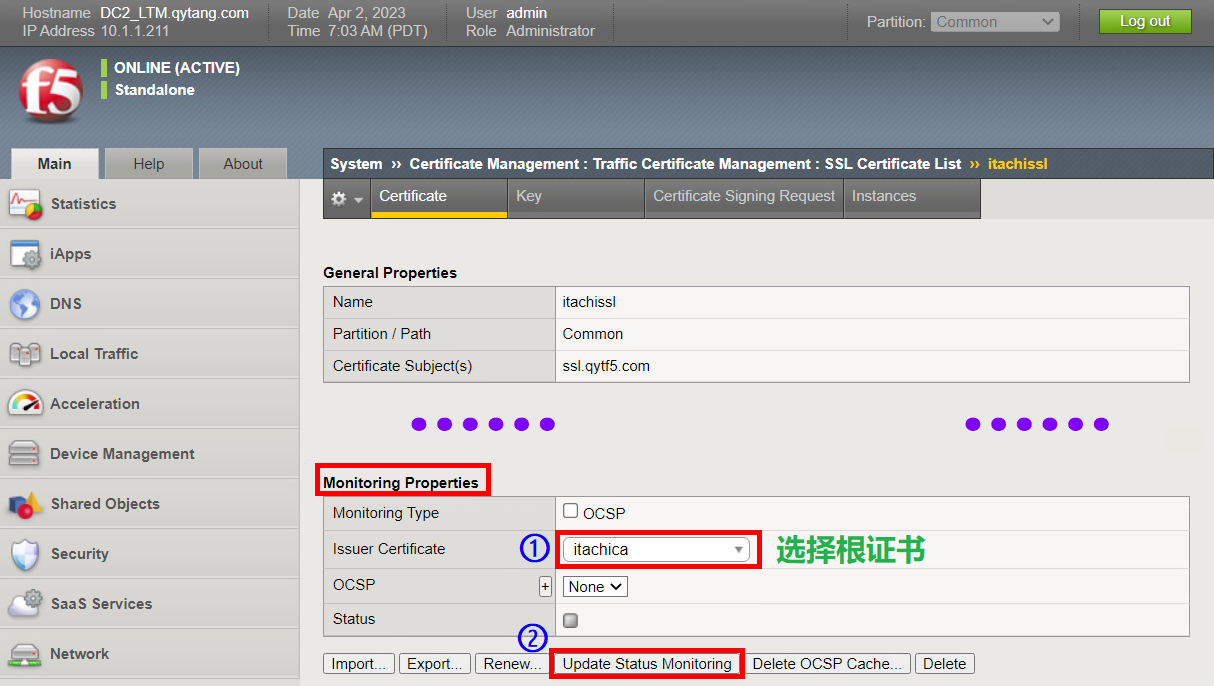 Hostname DC2_LTM.qytang.com Date Apr 2, 2023 User admin
IP Address 10.1.1.211 Time 7:03 AM (PDT) Role Administrator
Partition: Common Log out
f5
ONLINE (ACTIVE)
Standalone
Main Help About
System ›› Certificate Management : Traffic Certificate Management : SSL Certificate List ›› itachissl
Certificate Key Certificate Signing Request Instances
Statistics
iApps
DNS
Local Traffic
Acceleration
Device Management
Shared Objects
Security
SaaS Services
Network
General Properties
Name itachissl
Partition / Path Common
Certificate Subject(s) ssl.qytf5.com
Monitoring Properties
Monitoring Type OCSP
Issuer Certificate ① itachica 选择根证书
OCSP + None
Status
②
Import... Export... Renew... Update Status Monitoring Delete OCSP Cache... Delete